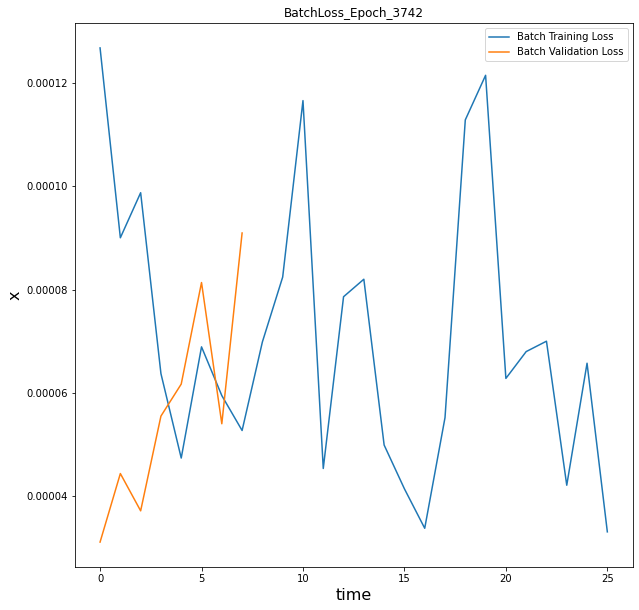 BatchLoss_Epoch_3742
Batch Training Loss
Batch Validation Loss
0.00012
0.00010
0.00008
0.00006
0.00004
x
0 5 10 15 20 25
time